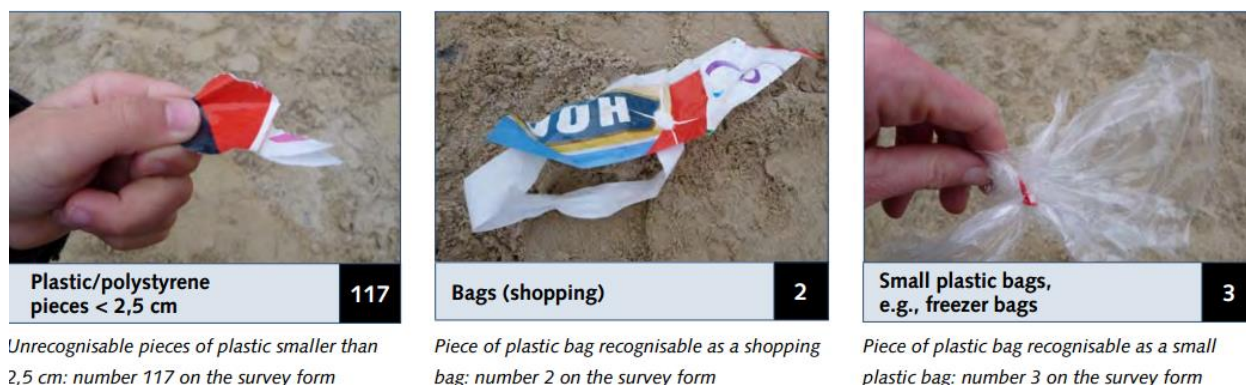 HOA
Plastic/polystyrene
pieces < 2,5 cm
117
Bags (shopping)
2
Small plastic bags,
e.g., freezer bags
3
Unrecognisable pieces of plastic smaller than
2,5 cm: number 117 on the survey form
Piece of plastic bag recognisable as a shopping
bag: number 2 on the survey form
Piece of plastic bag recognisable as a small
plastic bag: number 3 on the survey form